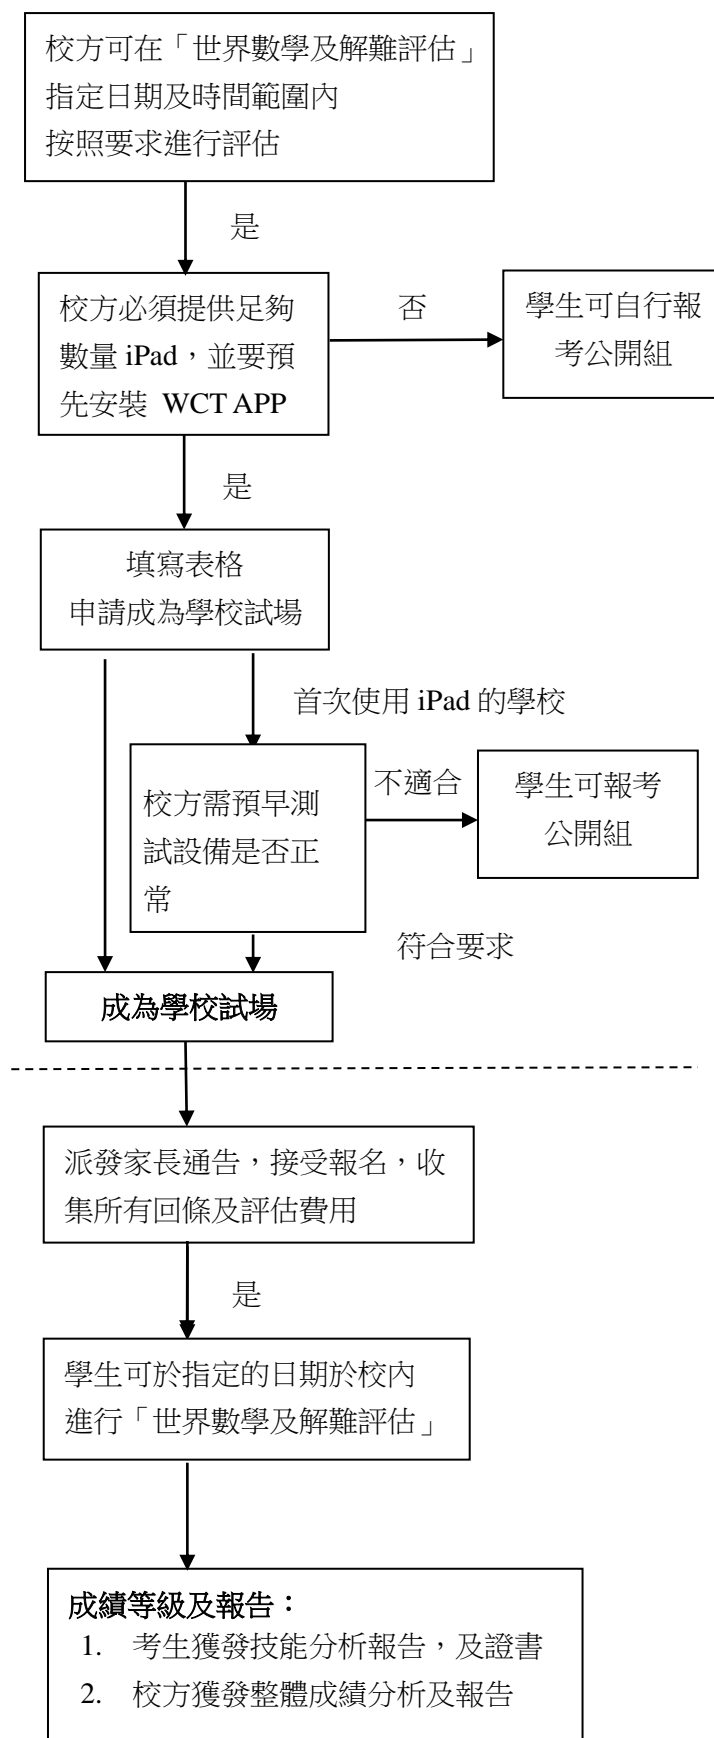 校方可在「世界數學及解難評估」
指定日期及時間範圍內
按照要求進行評估
是
校方必須提供足夠
數量 iPad，並要預
先安裝 WCT APP
否
學生可自行報
考公開組
是
填寫表格
申請成為學校試場
首次使用 iPad 的學校
校方需預早測
試設備是否正
常
不適合
學生可報考
公開組
符合要求
成為學校試場
派發家長通告，接受報名，收
集所有回條及評估費用
是
學生可於指定的日期於校內
進行「世界數學及解難評估」
成績等級及報告：
1. 考生獲發技能分析報告，及證書
2. 校方獲發整體成績分析及報告